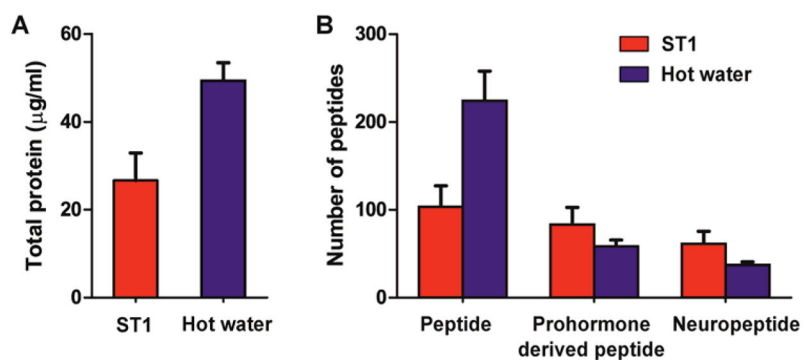 A
Total protein (μg/ml)
60
40
20
0
ST1
Hot water
B
Number of peptides
300
200
100
0
ST1
Hot water
Peptide
Prohormone
derived peptide
Neuropeptide